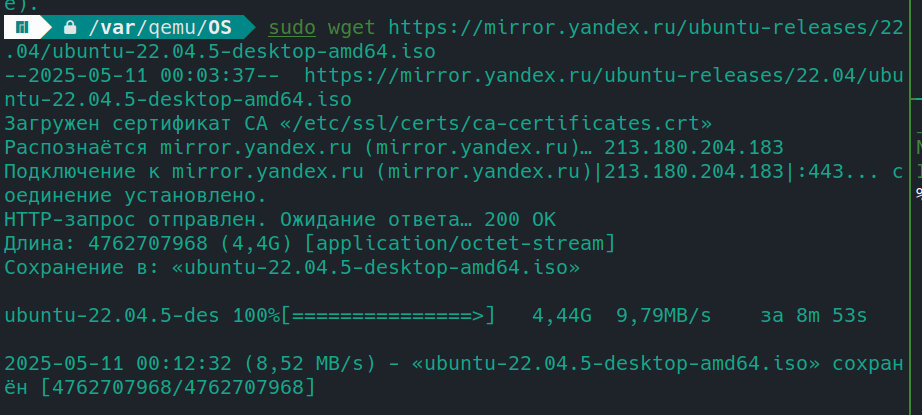 е).
/var/qemu/OS sudo wget https://mirror.yandex.ru/ubuntu-releases/22
.04/ubuntu-22.04.5-desktop-amd64.iso
--2025-05-11 00:03:37--  https://mirror.yandex.ru/ubuntu-releases/22.04/ubu
ntu-22.04.5-desktop-amd64.iso
Загружен сертификат CA «/etc/ssl/certs/ca-certificates.crt»
Распознаётся mirror.yandex.ru (mirror.yandex.ru)… 213.180.204.183
Подключение к mirror.yandex.ru (mirror.yandex.ru)|213.180.204.183|:443... с
оединение установлено.
HTTP-запрос отправлен. Ожидание ответа… 200 OK
Длина: 4762707968 (4,4G) [application/octet-stream]
Сохранение в: «ubuntu-22.04.5-desktop-amd64.iso»
ubuntu-22.04.5-des 100%[===============>]   4,44G  9,79MB/s    за 8m 53s
2025-05-11 00:12:32 (8,52 MB/s) - «ubuntu-22.04.5-desktop-amd64.iso» сохран
ён [4762707968/4762707968]